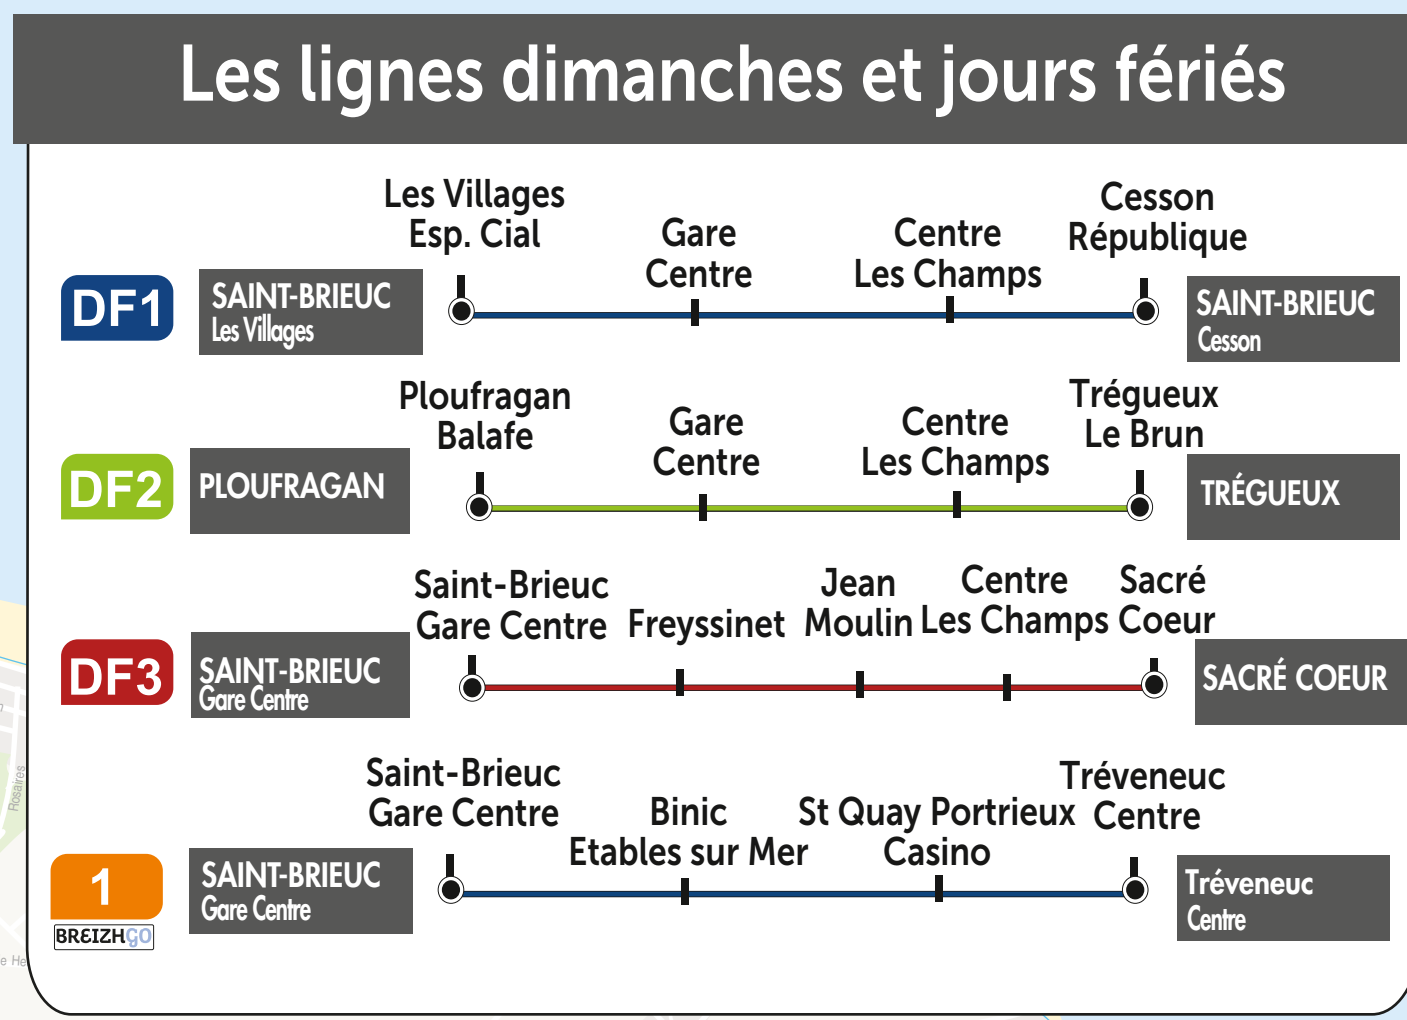 Les lignes dimanches et jours fériés
Les Villages
Esp. Cial
Gare
Centre
Centre
Les Champs
Cesson
République
DF1
SAINT-BRIEUC
Les Villages
SAINT-BRIEUC
Cesson
Ploufragan
Balafe
Gare
Centre
Centre
Les Champs
Trégueux
Le Brun
DF2
PLOUFRAGAN
TRÉGUEUX
Saint-Brieuc
Gare Centre
Freyssinet
Jean
Moulin
Centre
Les Champs
Sacré
Coeur
DF3
SAINT-BRIEUC
Gare Centre
SACRÉ COEUR
Saint-Brieuc
Gare Centre
Binic
Etables sur Mer
St Quay Portrieux
Casino
Tréveneuc
Centre
1
BREIZHGO
SAINT-BRIEUC
Gare Centre
Tréveneuc
Centre
Rosaires